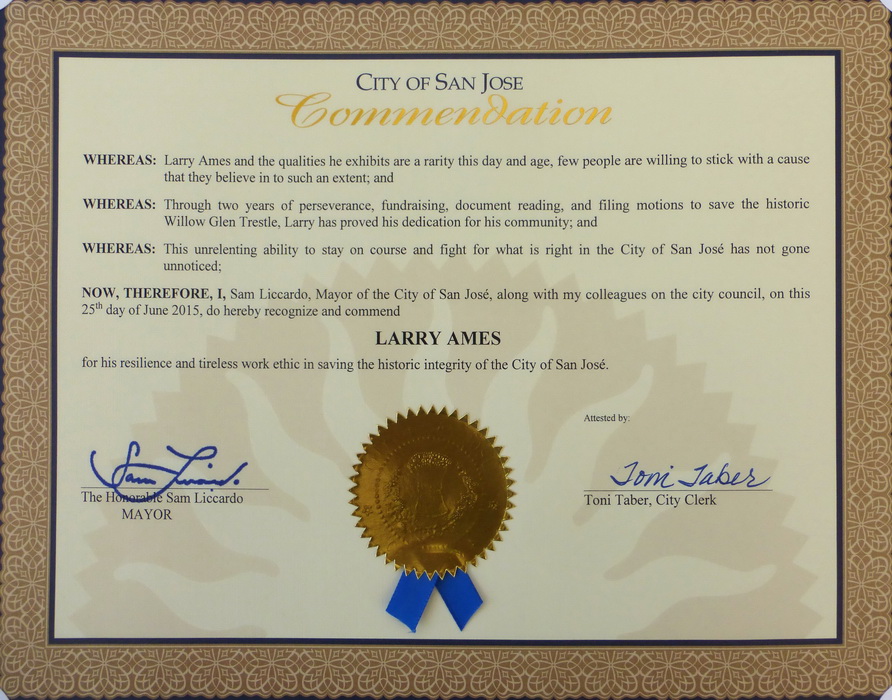 CITY OF SAN JOSE
Commendation
WHEREAS: Larry Ames and the qualities he exhibits are a rarity this day and age, few people are willing to stick with a cause
that they believe in to such an extent; and
WHEREAS: Through two years of perseverance, fundraising, document reading, and filing motions to save the historic
Willow Glen Trestle, Larry has proved his dedication for his community; and
WHEREAS: This unrelenting ability to stay on course and fight for what is right in the City of San José has not gone
unnoticed;
NOW, THEREFORE, I, Sam Liccardo, Mayor of the City of San José, along with my colleagues on the city council, on this
25th day of June 2015, do hereby recognize and commend
LARRY AMES
for his resilience and tireless work ethic in saving the historic integrity of the City of San José.
Attested by:
Toni Taber
The Honorable Sam Liccardo
MAYOR
Toni Taber, City Clerk